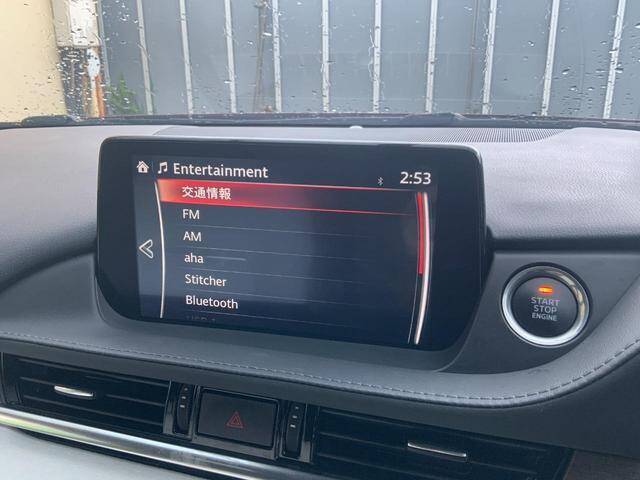 Entertainment
2:53
交通情報
FM
AM
aha
Stitcher
Bluetooth
START
STOP
ENGINE